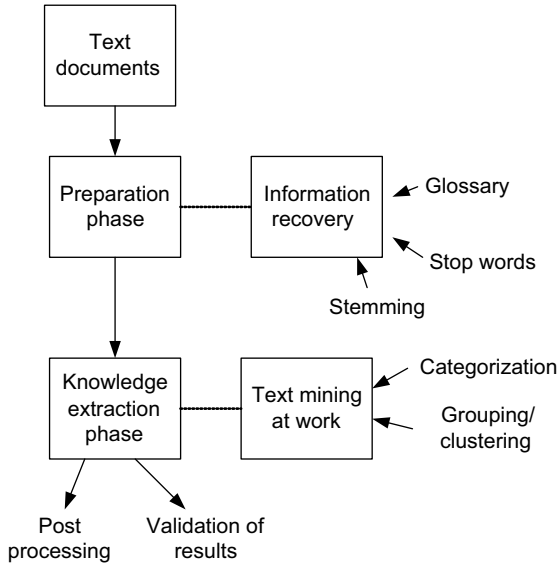 Text
documents
Preparation
phase
Information
recovery
Glossary
Stop words
Stemming
Knowledge
extraction
phase
Text mining
at work
Categorization
Grouping/
clustering
Post
processing
Validation of
results